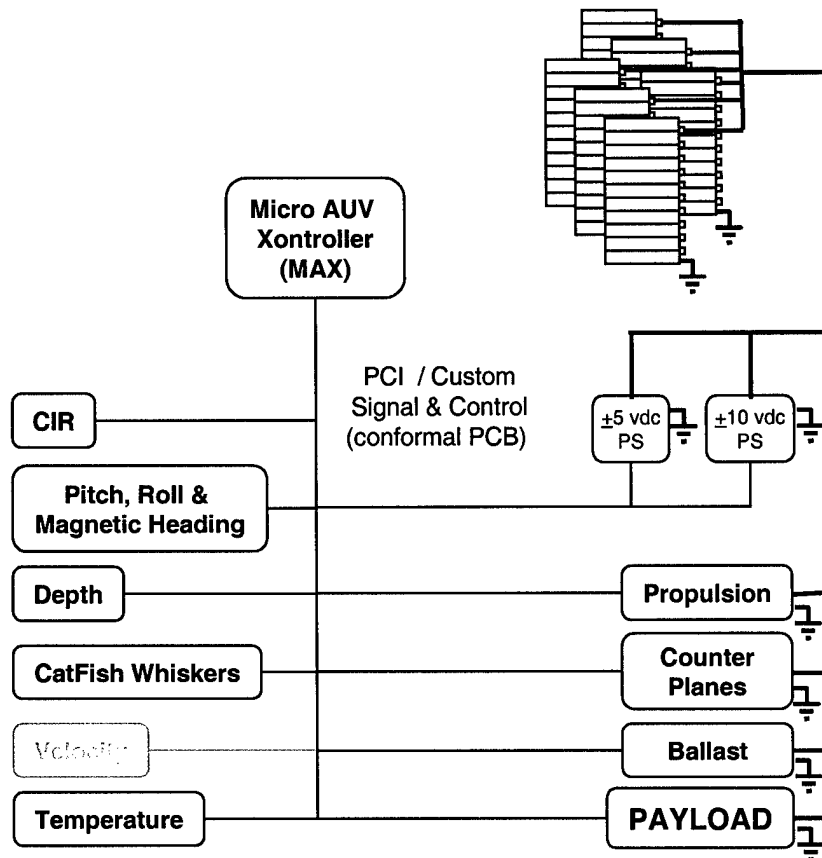 Micro AUV
Xontroller
(MAX)
PCI / Custom
Signal & Control
(conformal PCB)
±5 vdc
PS
±10 vdc
PS
CIR
Pitch, Roll &
Magnetic Heading
Depth
Propulsion
CatFish Whiskers
Counter
Planes
Velocity
Ballast
Temperature
PAYLOAD